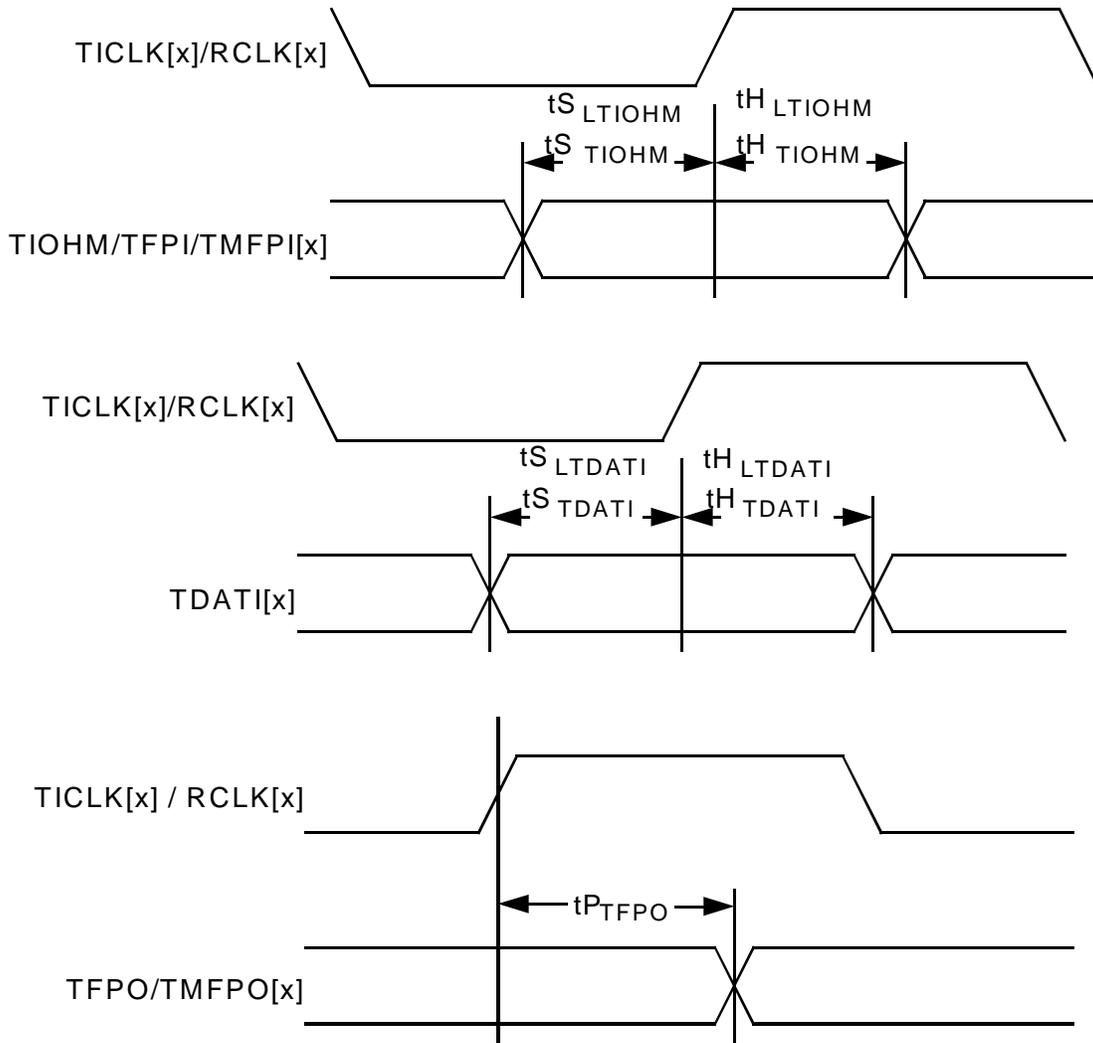 TICLK[x]/RCLK[x]
tS LTIOHM
tH LTIOHM
tS TIOHM
tH TIOHM
TIOHM/TFPI/TMFPI[x]
TICLK[x]/RCLK[x]
tS LTDATI
tH LTDATI
tS TDATI
tH TDATI
TDATI[x]
TICLK[x] / RCLK[x]
tPTFPO
TFPO/TMFPO[x]